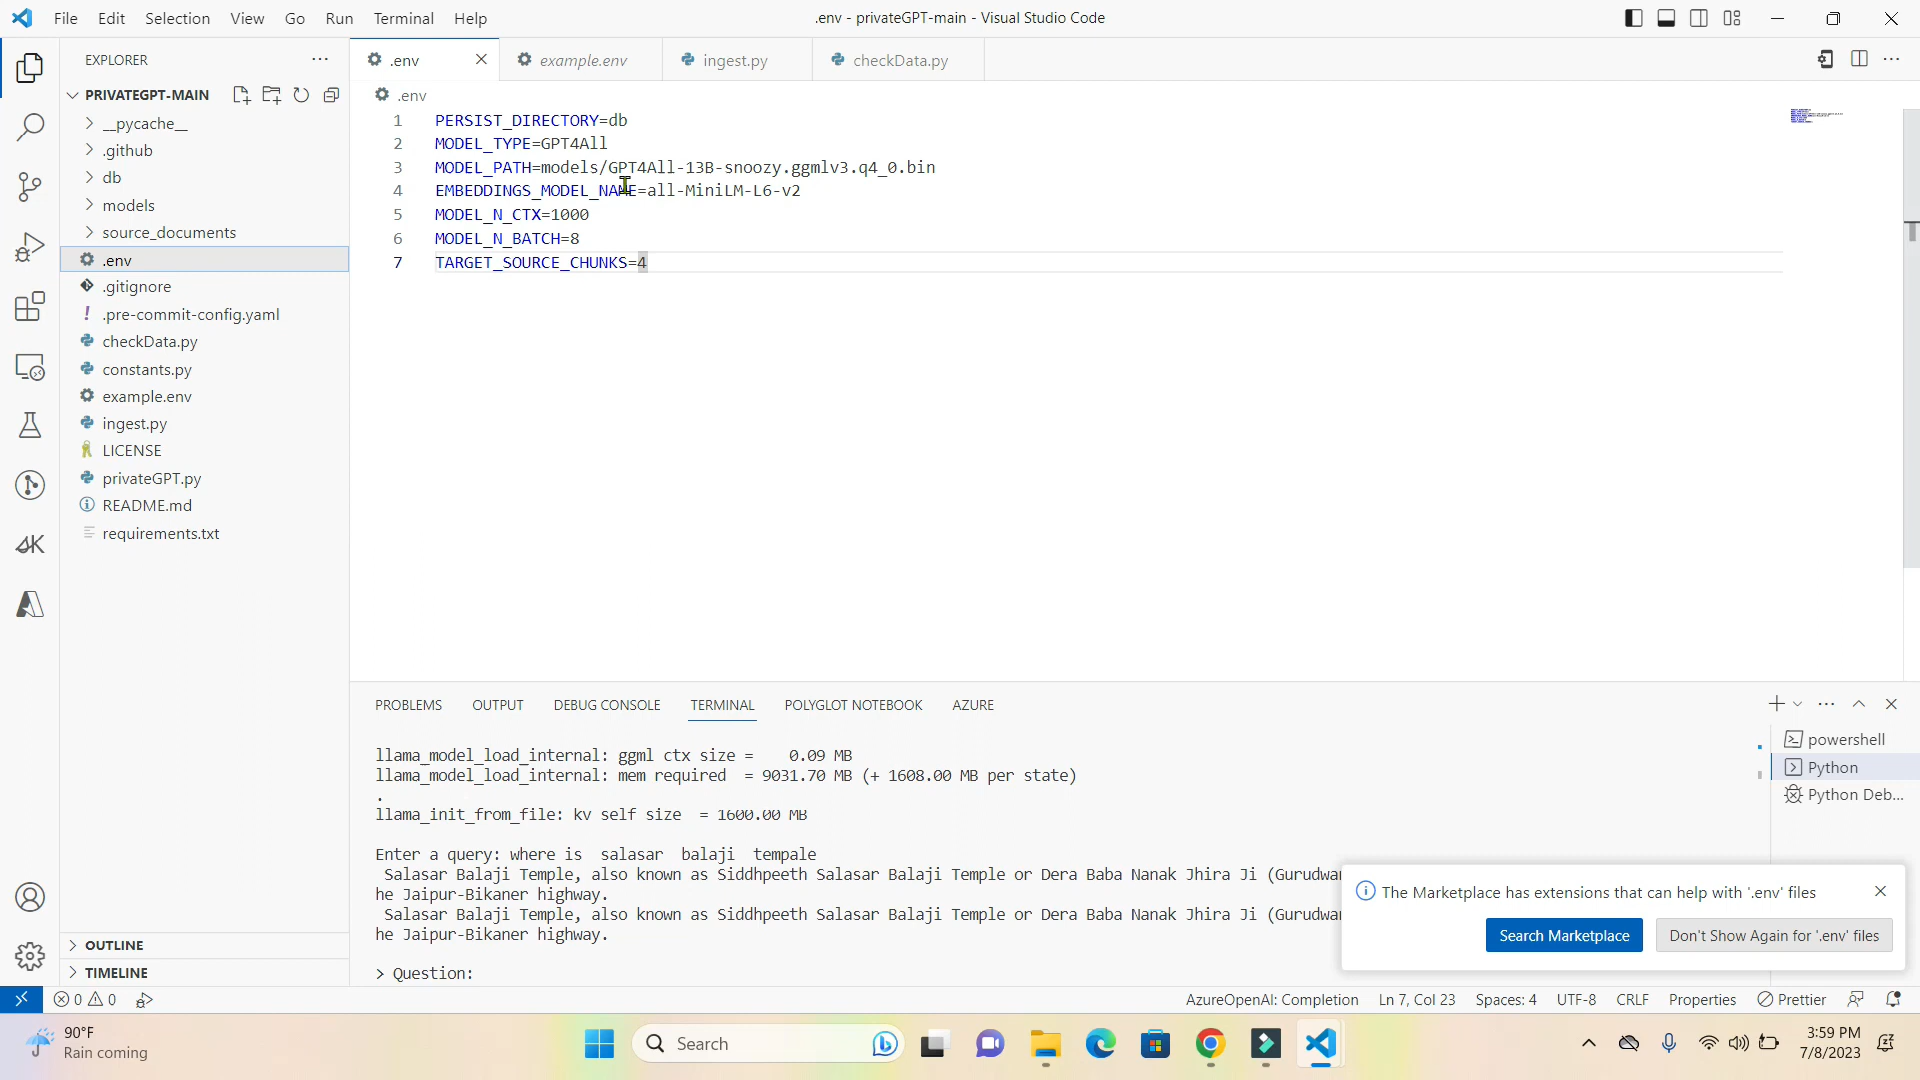 File Edit Selection View Go Run Terminal Help
.env - privateGPT-main - Visual Studio Code
EXPLORER
.env
example.env
ingest.py
checkData.py
PRIVATEGPT-MAIN
.env
__pycache__
.github
db
models
source_documents
.env
.gitignore
.pre-commit-config.yaml
checkData.py
constants.py
example.env
ingest.py
LICENSE
privateGPT.py
README.md
requirements.txt
OUTLINE
TIMELINE
1 PERSIST_DIRECTORY=db
2 MODEL_TYPE=GPT4All
3 MODEL_PATH=models/GPT4All-13B-snoozy.ggmlv3.q4_0.bin
4 EMBEDDINGS_MODEL_NAME=all-MiniLM-L6-v2
5 MODEL_N_CTX=1000
6 MODEL_N_BATCH=8
7 TARGET_SOURCE_CHUNKS=4
PROBLEMS OUTPUT DEBUG CONSOLE TERMINAL POLYGLOT NOTEBOOK AZURE
llama_model_load_internal: ggml ctx size =    0.09 MB
llama_model_load_internal: mem required  = 9031.70 MB (+ 1608.00 MB per state)
.
llama_init_from_file: kv self size  = 1600.00 MB
Enter a query: where is  salasar  balaji  tempale
Salasar Balaji Temple, also known as Siddhpeeth Salasar Balaji Temple or Dera Baba Nanak Jhira Ji (Gurudwa
he Jaipur-Bikaner highway.
Salasar Balaji Temple, also known as Siddhpeeth Salasar Balaji Temple or Dera Baba Nanak Jhira Ji (Gurudwa
he Jaipur-Bikaner highway.
> Question:
powershell
Python
Python Deb...
The Marketplace has extensions that can help with '.env' files
Search Marketplace
Don't Show Again for '.env' files
0 0
AzureOpenAI: Completion
Ln 7, Col 23
Spaces: 4
UTF-8
CRLF
Properties
Prettier
90°F
Rain coming
Search
3:59 PM
7/8/2023